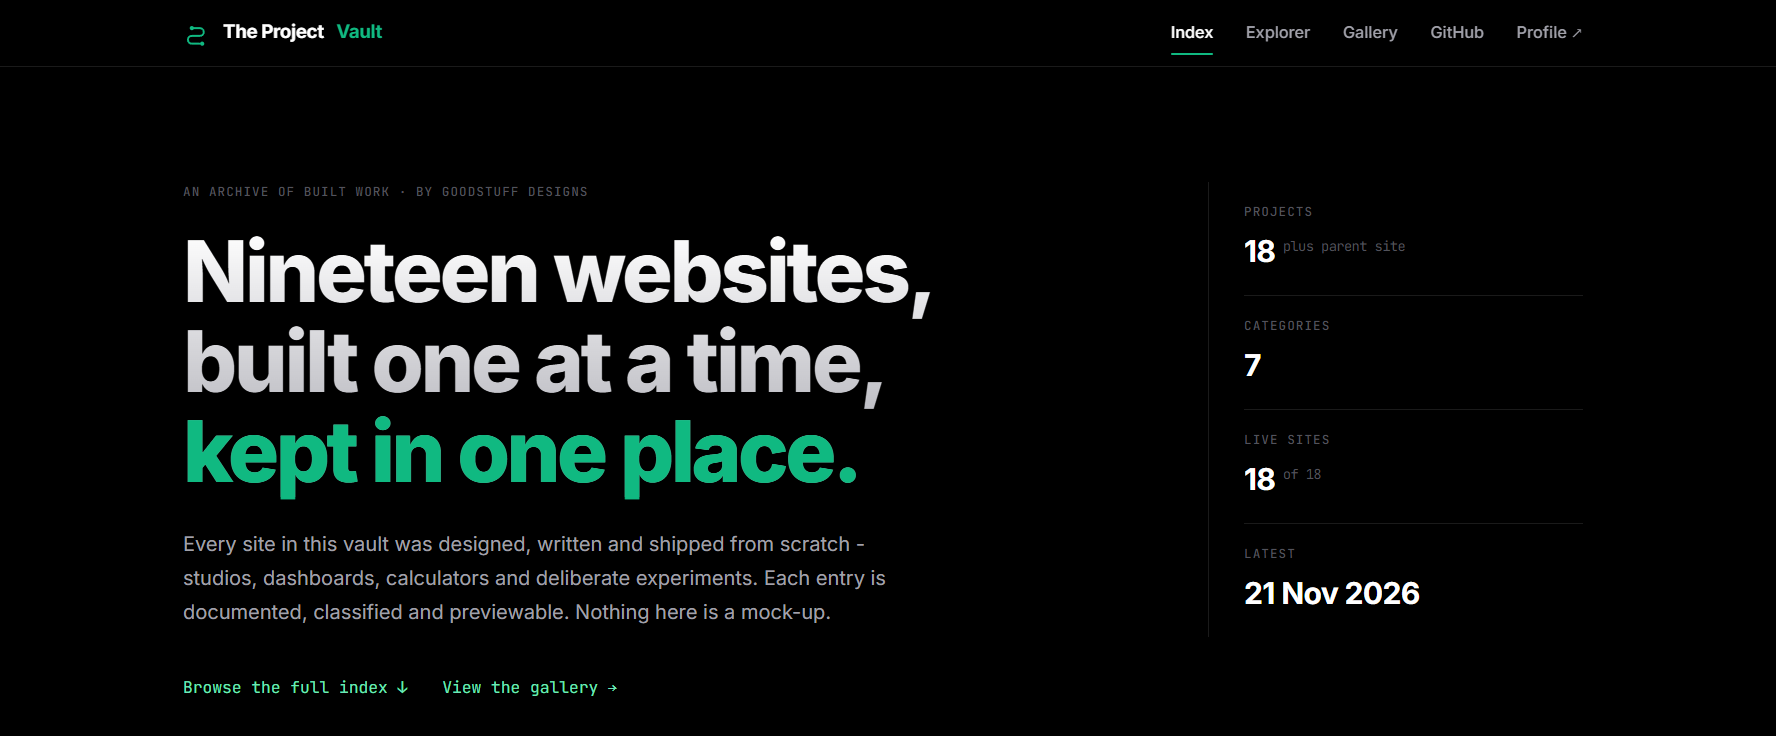 The Project Vault
Index Explorer Gallery GitHub Profile ↗
AN ARCHIVE OF BUILT WORK · BY GOODSTUFF DESIGNS
Nineteen websites,
built one at a time,
kept in one place.
Every site in this vault was designed, written and shipped from scratch -
studios, dashboards, calculators and deliberate experiments. Each entry is
documented, classified and previewable. Nothing here is a mock-up.
Browse the full index ↓ View the gallery →
PROJECTS
18 plus parent site
CATEGORIES
7
LIVE SITES
18 of 18
LATEST
21 Nov 2026